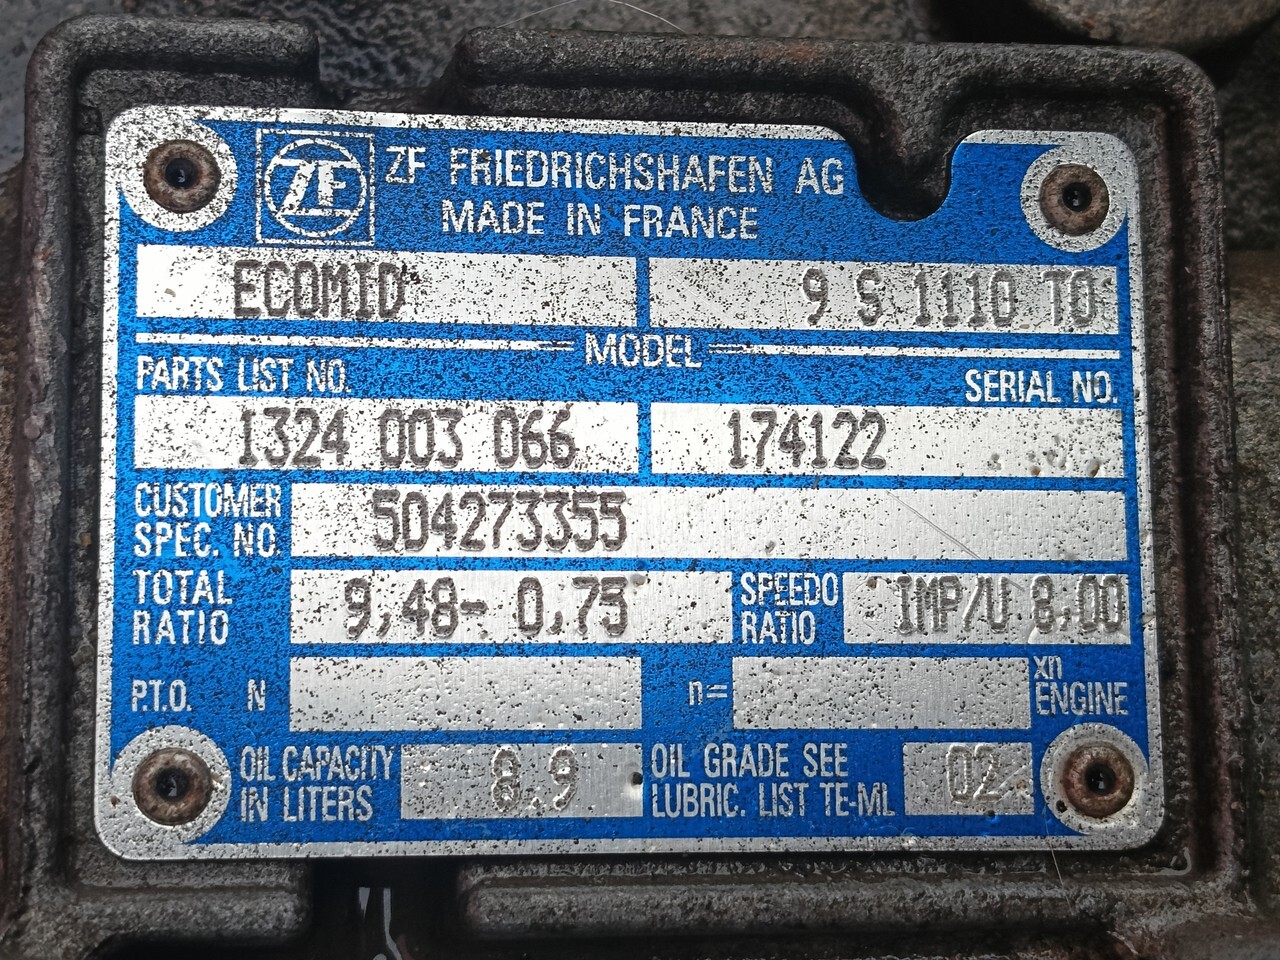 ZF ZF FRIEDRICHSHAFEN AG
MADE IN FRANCE
ECOMID 9 S 1110 TO
MODEL
PARTS LIST NO. SERIAL NO.
1324 003 066 174122
CUSTOMER SPEC. NO 504273355
TOTAL RATIO 9,48- 0,75 SPEEDO RATIO IMP/U 8,00
P.T.O. N n= xn ENGINE
OIL CAPACITY IN LITERS 8.9 OIL GRADE SEE LUBRIC. LIST TE-ML 02